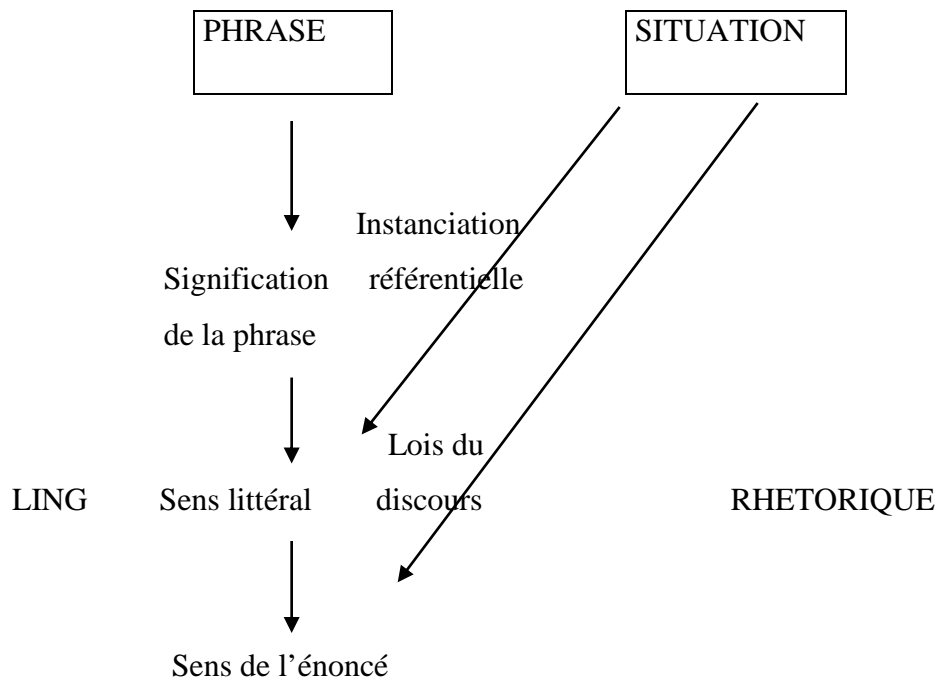 PHRASE SITUATION
Instanciation
Signification référentielle
de la phrase
Lois du
LING Sens littéral discours RHETORIQUE
Sens de l’énoncé